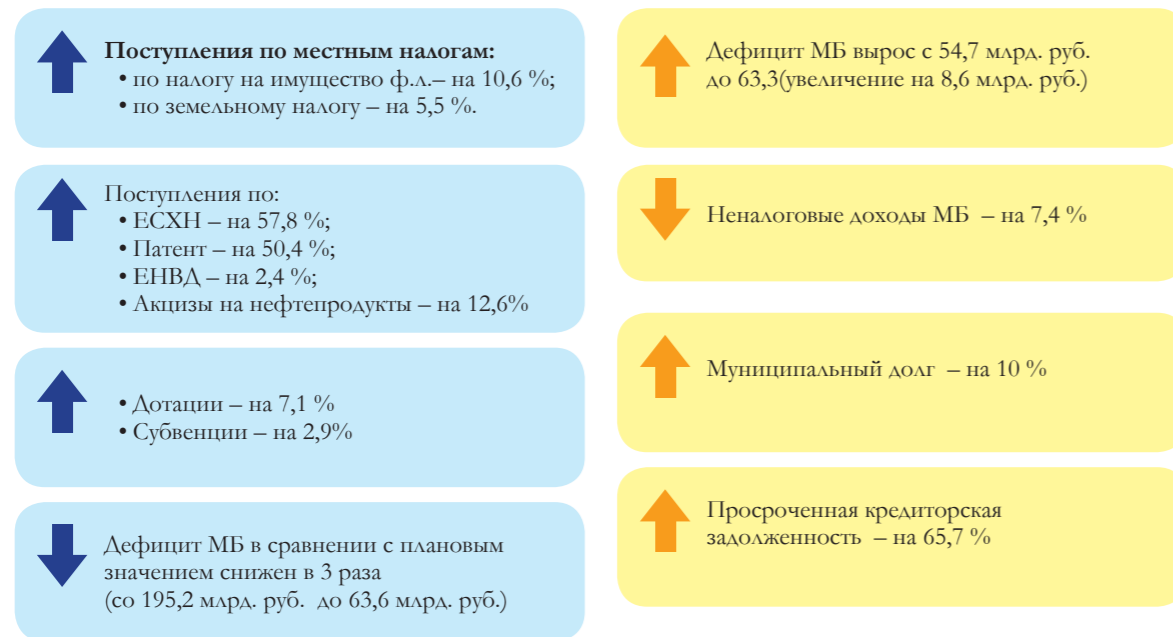 Поступления по местным налогам:
• по налогу на имущество ф.л.– на 10,6 %;
• по земельному налогу – на 5,5 %.
Поступления по:
• ЕСХН – на 57,8 %;
• Патент – на 50,4 %;
• ЕНВД – на 2,4 %;
• Акцизы на нефтепродукты – на 12,6%
• Дотации – на 7,1 %
• Субвенции – на 2,9%
Дефицит МБ в сравнении с плановым
значением снижен в 3 раза
(со 195,2 млрд. руб. до 63,6 млрд. руб.)
Дефицит МБ вырос с 54,7 млрд. руб.
до 63,3(увеличение на 8,6 млрд. руб.)
Неналоговые доходы МБ – на 7,4 %
Муниципальный долг – на 10 %
Просроченная кредиторская
задолженность – на 65,7 %